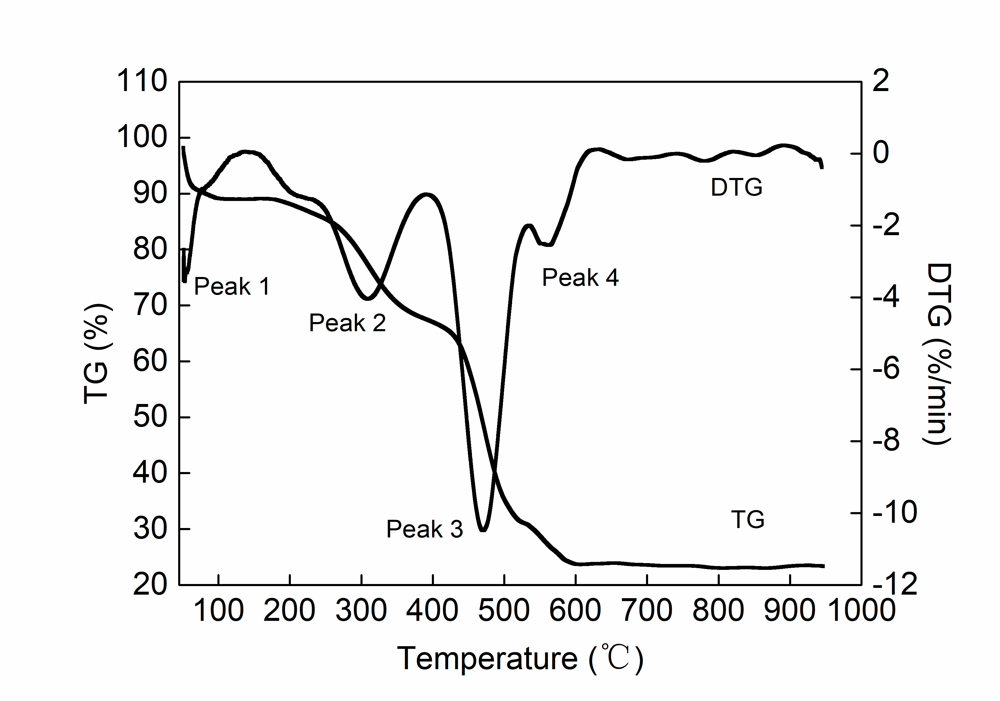 110
100
90
80
70
60
50
40
30
20
TG (%)
2
0
-2
-4
-6
-8
-10
-12
DTG (%/min)
DTG
Peak 1
Peak 4
Peak 2
Peak 3
TG
100 200 300 400 500 600 700 800 900 1000
Temperature (℃)